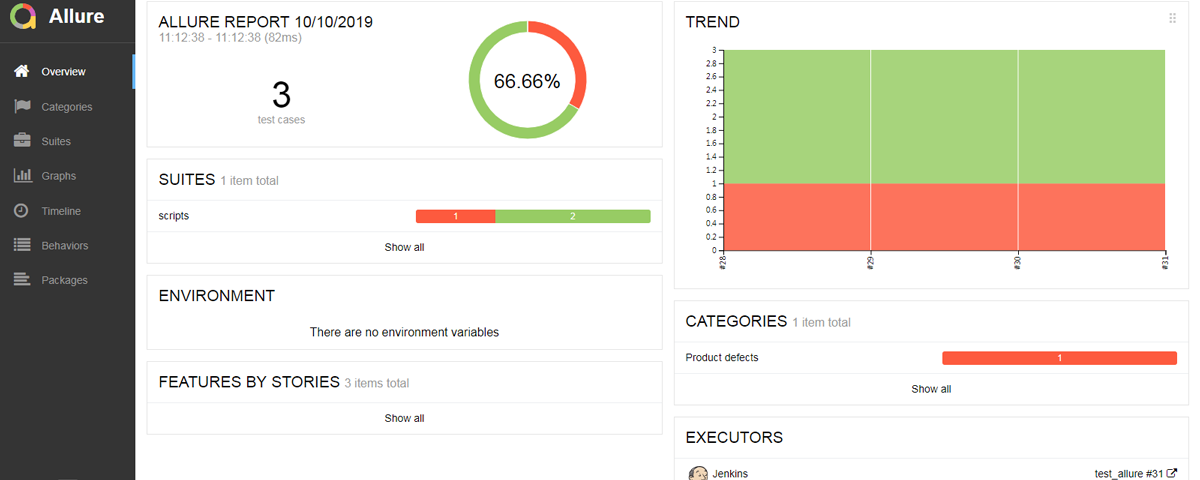 Allure
Overview
Categories
Suites
Graphs
Timeline
Behaviors
Packages
ALLURE REPORT 10/10/2019
11:12:38 - 11:12:38 (82ms)
3
test cases
66.66%
SUITES 1 item total
scripts 1 2
Show all
ENVIRONMENT
There are no environment variables
FEATURES BY STORIES 3 items total
Show all
TREND
3
2.8
2.6
2.4
2.2
2
1.8
1.6
1.4
1.2
1
0.8
0.6
0.4
0.2
0
#28 #29 #30 #31
CATEGORIES 1 item total
Product defects 1
Show all
EXECUTORS
Jenkins test_allure #31